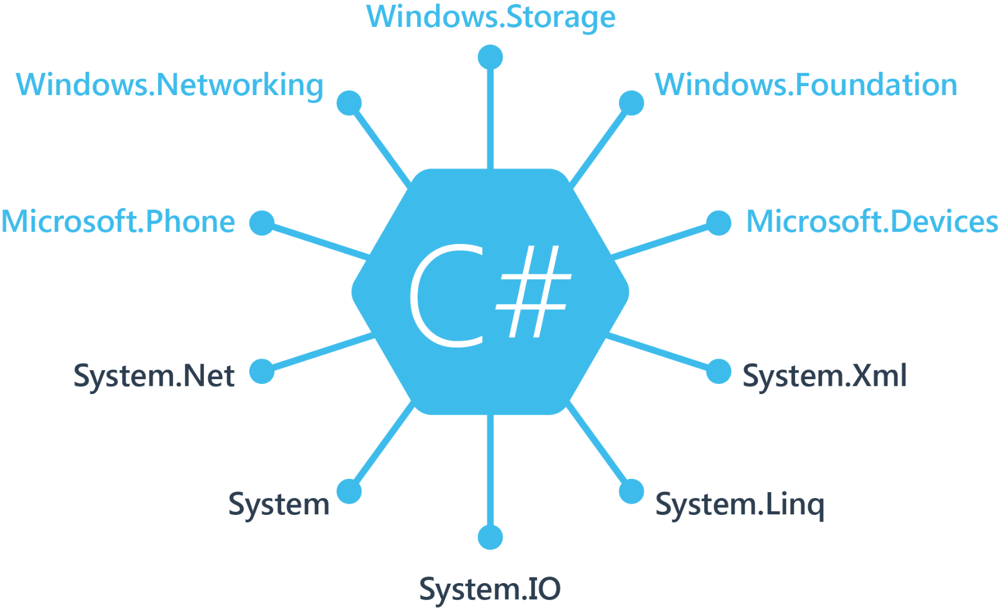 Windows.Storage
Windows.Networking
Windows.Foundation
Microsoft.Phone
Microsoft.Devices
C#
System.Net
System.Xml
System
System.Linq
System.IO